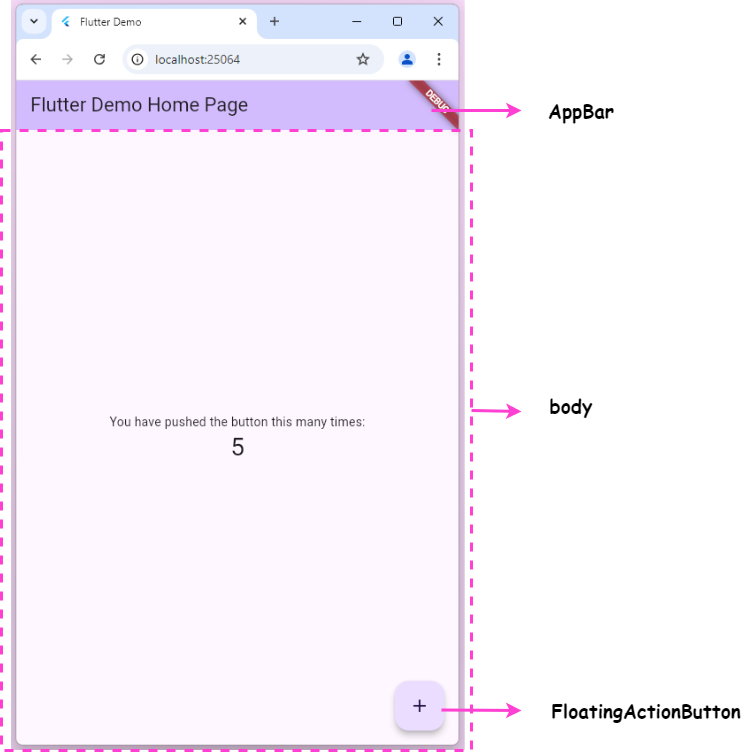 Flutter Demo
localhost:25064
Flutter Demo Home Page
DEBUG
AppBar
You have pushed the button this many times:
5
body
FloatingActionButton